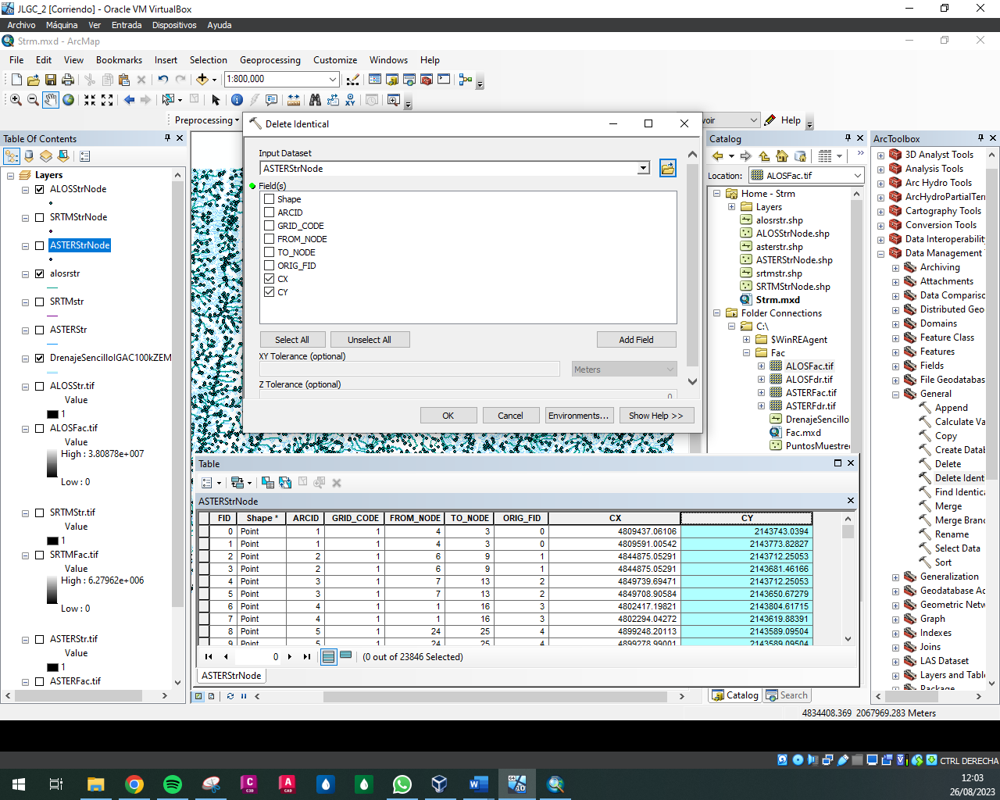 JLGC_2 [Corriendo] - Oracle VM VirtualBox
Archivo Máquina Ver Entrada Dispositivos Ayuda
Strm.mxd - ArcMap
File Edit View Bookmarks Insert Selection Geoprocessing Customize Windows Help
1:800,000
Preprocessing
Help
Table Of Contents
Layers
ALOSStrNode
SRTMStrNode
ASTERStrNode
alosrstr
SRTMstr
ASTERStr
DrenajeSencilloIGAC100kZEM
ALOSStr.tif
Value
1
ALOSFac.tif
Value
High : 3.80878e+007
Low : 0
SRTMStr.tif
Value
1
SRTMFac.tif
Value
High : 6.27962e+006
Low : 0
ASTERStr.tif
Value
1
ASTERFac.tif
Delete Identical
Input Dataset
ASTERStrNode
Field(s)
Shape
ARCID
GRID_CODE
FROM_NODE
TO_NODE
ORIG_FID
CX
CY
Select All Unselect All Add Field
XY Tolerance (optional)
Meters
Z Tolerance (optional)
0
OK Cancel Environments... Show Help >>
Table
ASTERStrNode
FID Shape * ARCID GRID_CODE FROM_NODE TO_NODE ORIG_FID CX CY
0 Point 1 1 4 3 0 4809437.06106 2143743.0394
1 Point 1 1 4 3 0 4809591.00542 2143773.82827
2 Point 2 1 6 9 1 4844875.05291 2143712.25053
3 Point 2 1 6 9 1 4844875.05291 2143681.46166
4 Point 3 1 7 13 2 4849739.69471 2143712.25053
5 Point 3 1 7 13 2 4849708.90584 2143650.67279
6 Point 4 1 1 16 3 4802417.19821 2143804.61715
7 Point 4 1 1 16 3 4802294.04272 2143619.88391
8 Point 5 1 24 25 4 4899248.20113 2143589.09504
9 Point 5 1 24 25 4 4899278.99001 2143589.09504
0 (0 out of 23846 Selected)
ASTERStrNode
Catalog
Location: ALOSFac.tif
Home - Strm
Layers
alosrstr.shp
ALOSStrNode.shp
asterstr.shp
ASTERStrNode.shp
srtmstr.shp
SRTMStrNode.shp
Strm.mxd
Folder Connections
C:\
$WinREAgent
Fac
ALOSFac.tif
ALOSFdr.tif
ASTERFac.tif
ASTERFdr.tif
DrenajeSencillo
Fac.mxd
PuntosMuestre
Catalog Search
ArcToolbox
3D Analyst Tools
Analysis Tools
Arc Hydro Tools
ArcHydroPartialTer
Cartography Tools
Conversion Tools
Data Interoperability
Data Management
Archiving
Attachments
Data Comparisc
Distributed Geo
Domains
Feature Class
Features
Fields
File Geodatabas
General
Append
Calculate Va
Copy
Create Datab
Delete
Delete Ident
Find Identica
Merge
Merge Branc
Rename
Select Data
Sort
Generalization
Geodatabase Ac
Geometric Netw
Graph
Indexes
Joins
LAS Dataset
Layers and Table
Package
4834408.369 2067969.283 Meters
CTRL DERECHA
12:03
26/08/2023